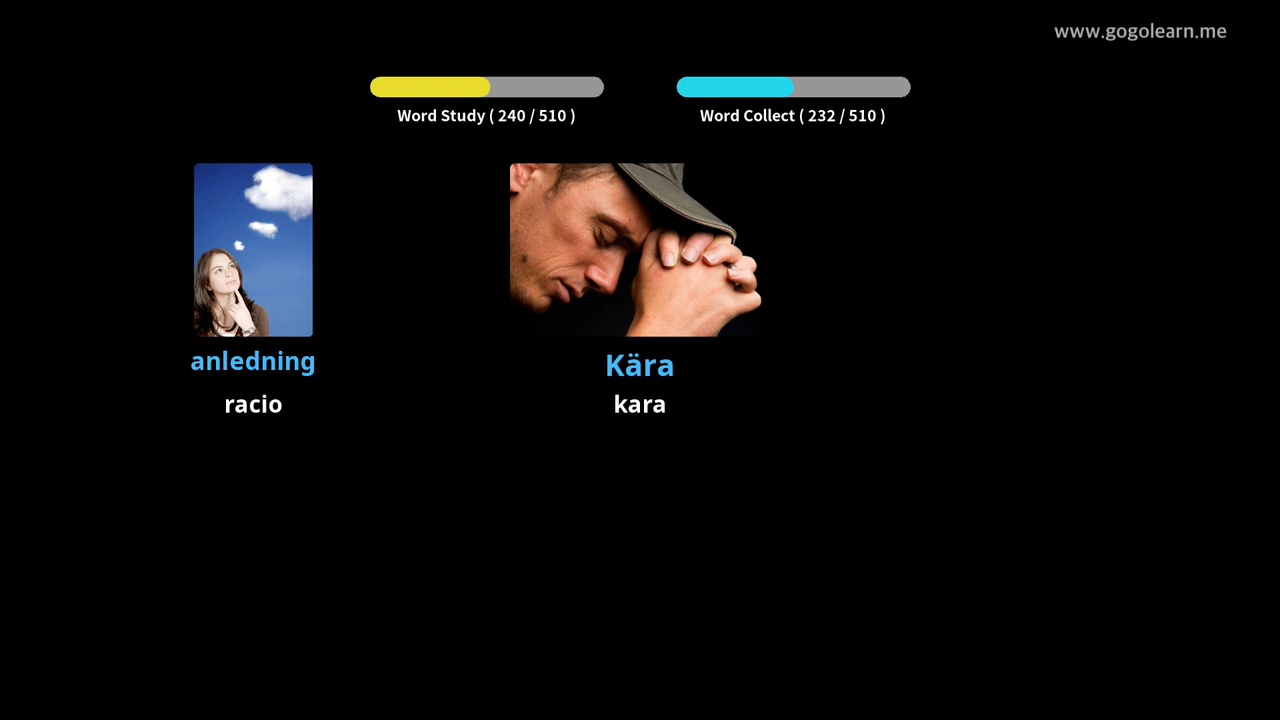 www.gogolearn.me
Word Study ( 240 / 510 )
Word Collect ( 232 / 510 )
anledning
racio
Kära
kara